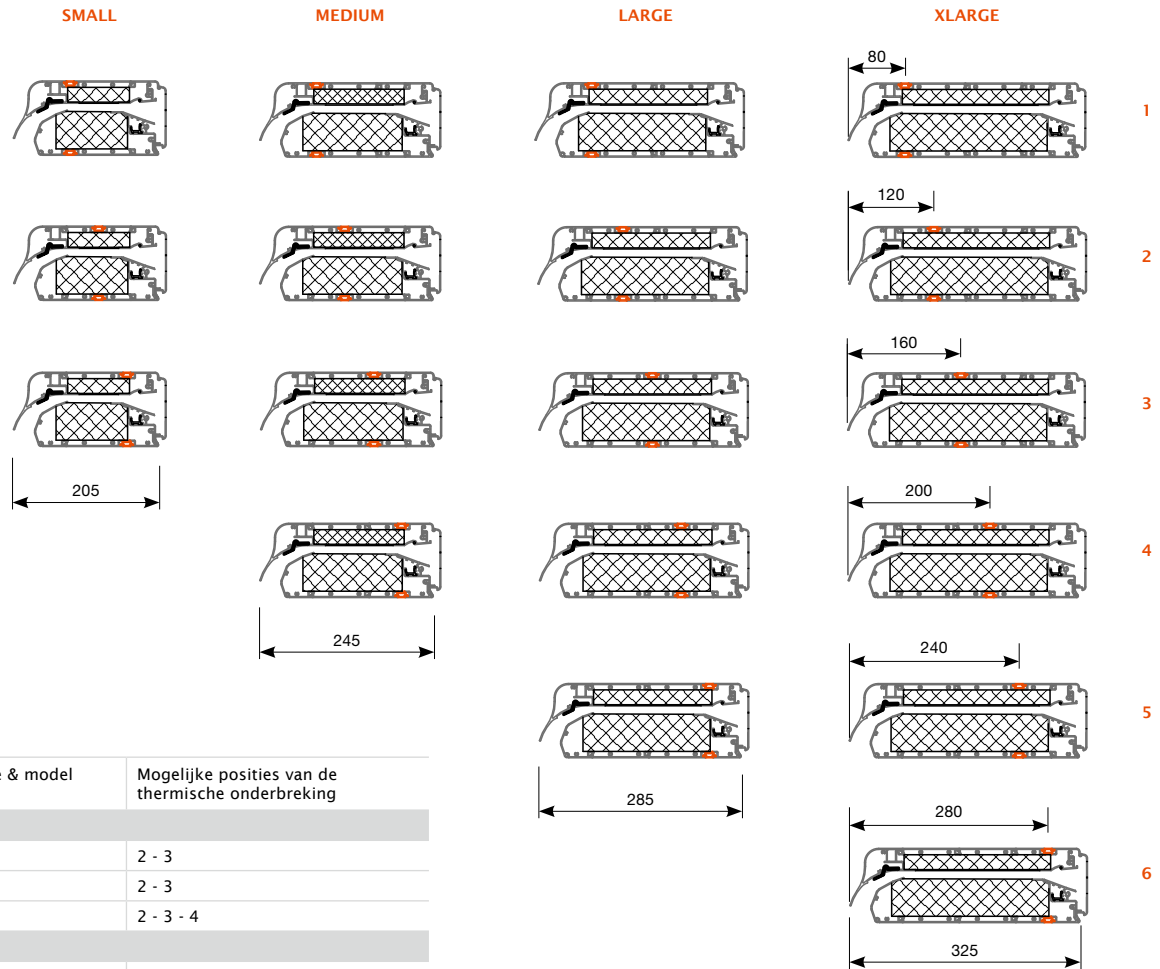 SMALL MEDIUM LARGE XLARGE
80
1
120
2
160
3
205
200
4
245
240
5
285
280
6
325
& model
Mogelijke posities van de
thermische onderbreking
2 - 3
2 - 3
2 - 3 - 4